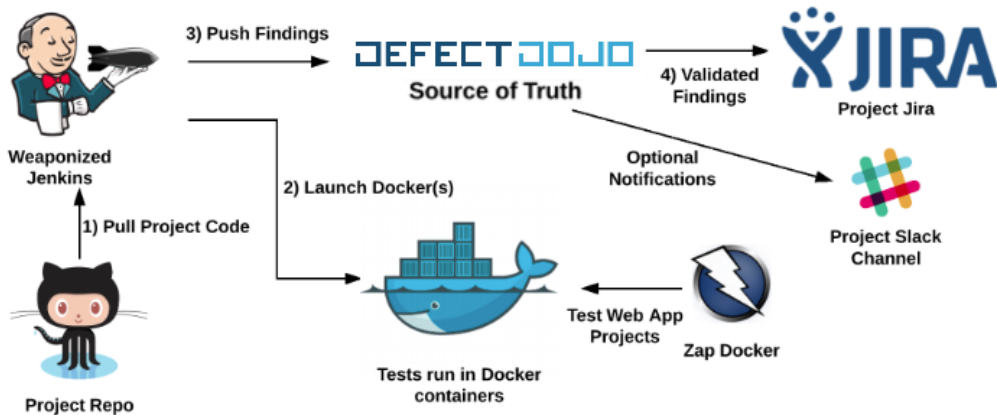 3) Push Findings
DEFECTDOJO
Source of Truth
4) Validated
Findings
JIRA
Project Jira
Weaponized
Jenkins
2) Launch Docker(s)
Optional
Notifications
1) Pull Project Code
Project Slack
Channel
Test Web App
Projects
Zap Docker
Tests run in Docker
containers
Project Repo